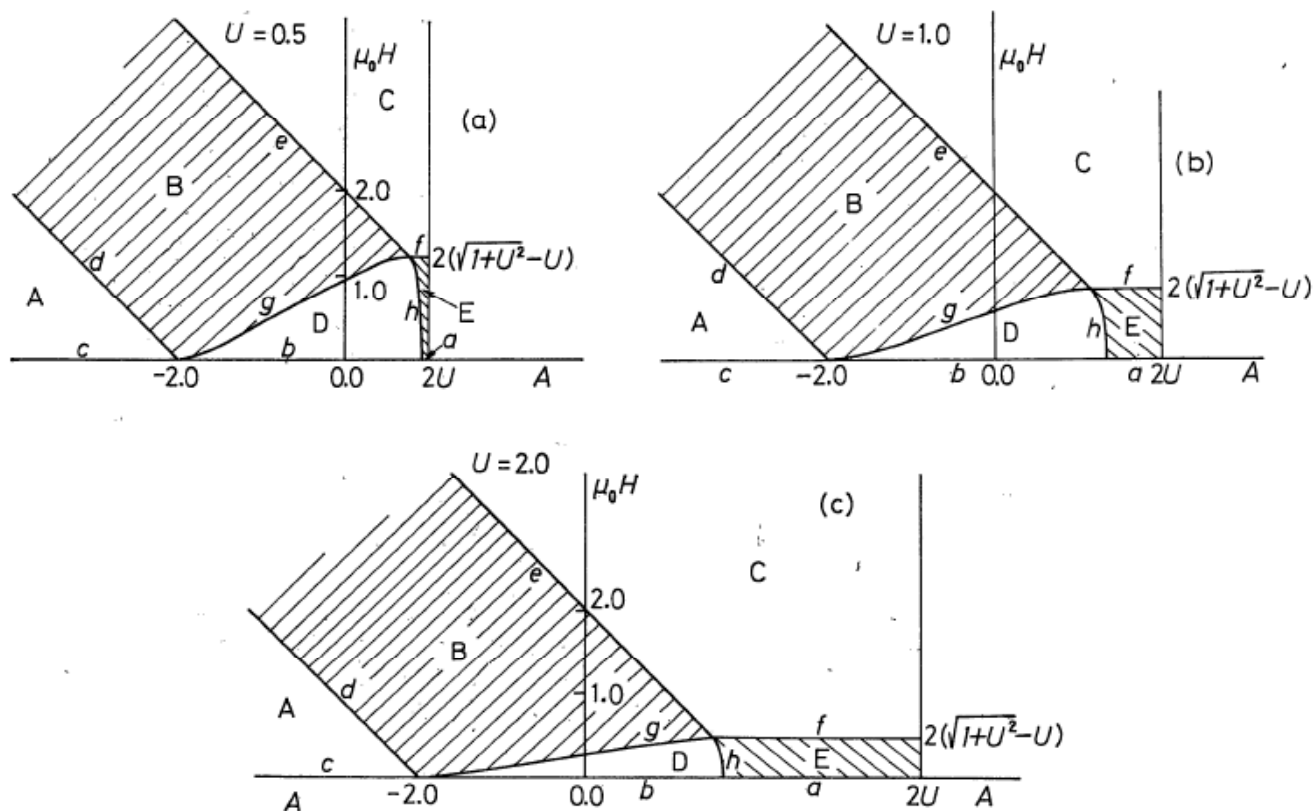 U = 0.5
μ₀H
C
(a)
e
B
2.0
f
2(√1+U² −U)
d
1.0
A
g
h
E
D
a
c
b
-2.0
0.0
2U
A
U = 1.0
μ₀H
C
(b)
e
B
f
d
2(√1+U² −U)
A
g
D
h
E
c
-2.0
b
0.0
a
2U
A
U = 2.0
μ₀H
(c)
C
e
2.0
B
d
1.0
A
g
f
2(√1+U² −U)
c
D
h
E
A
-2.0
0.0
b
a
2U
A